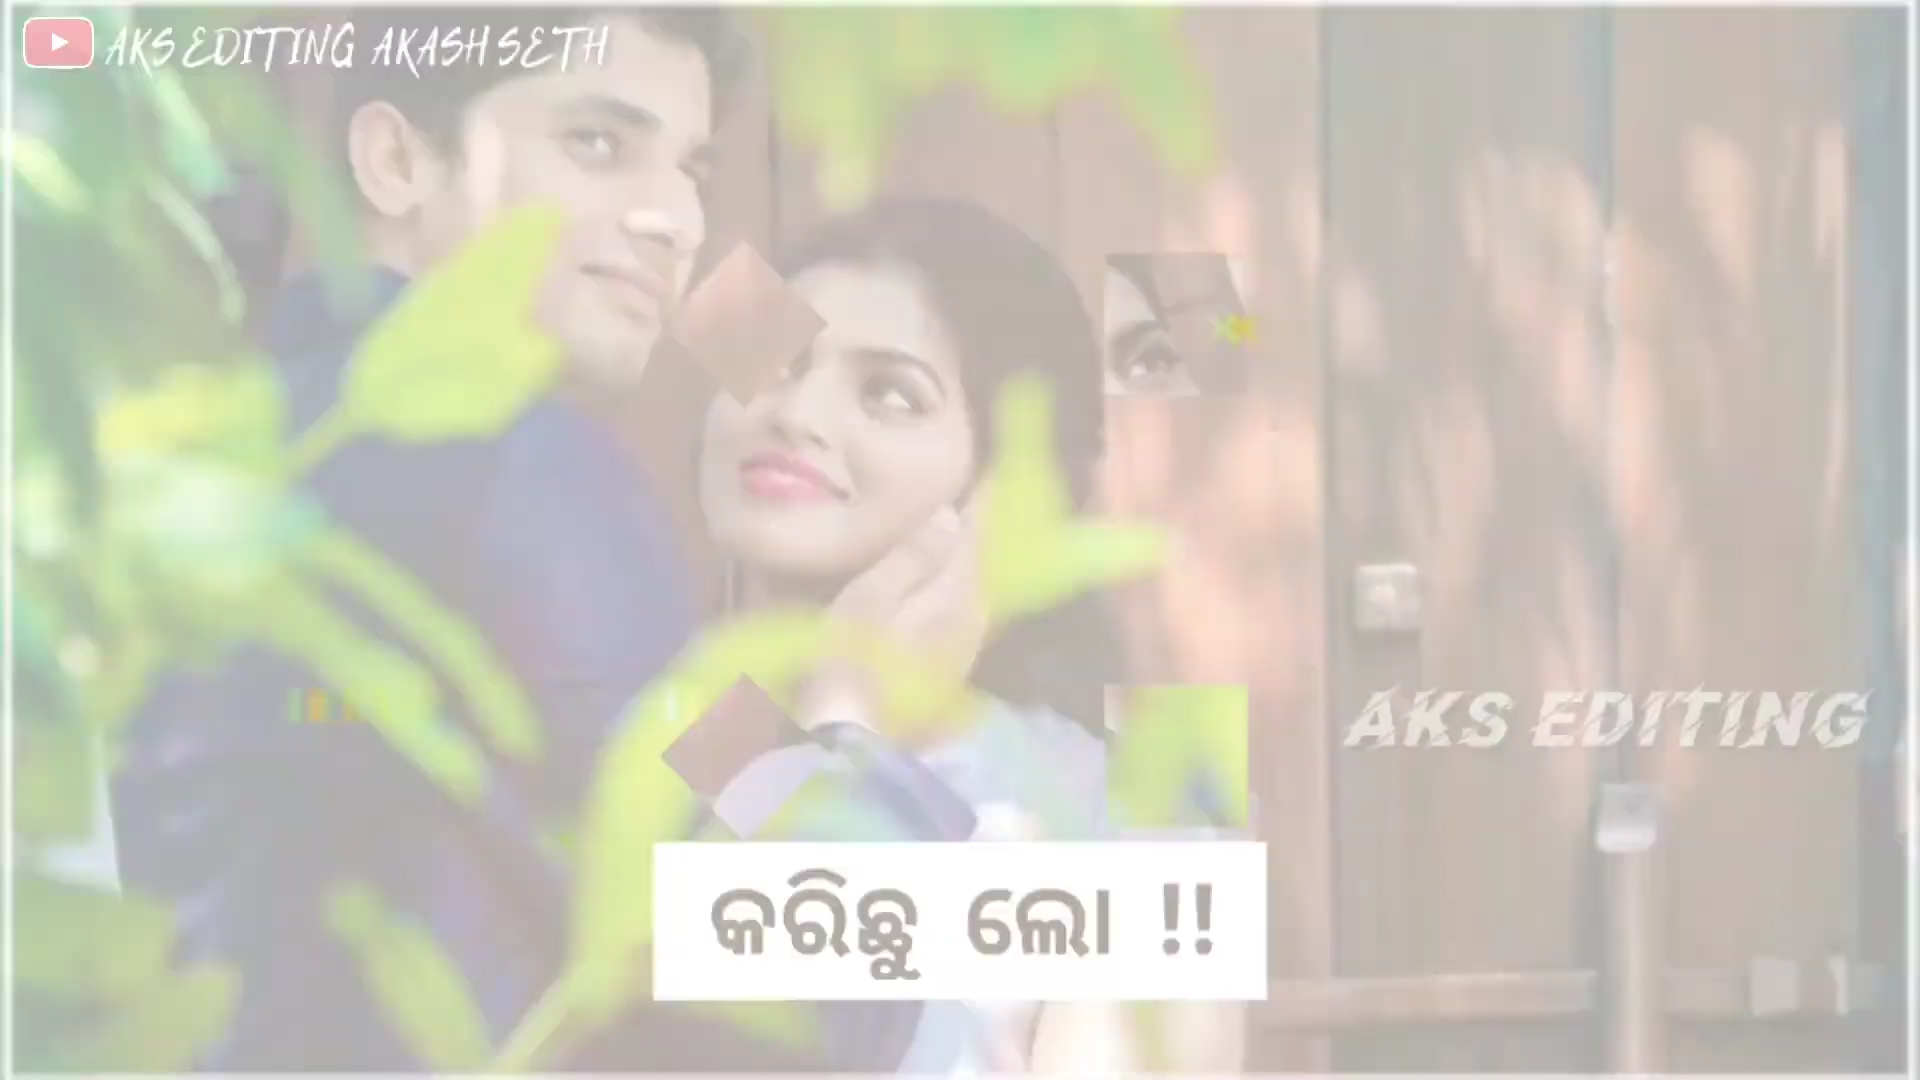 AKS EDITING AKASH SETH
AKS EDITING
କରିଛୁ ଲୋ !!